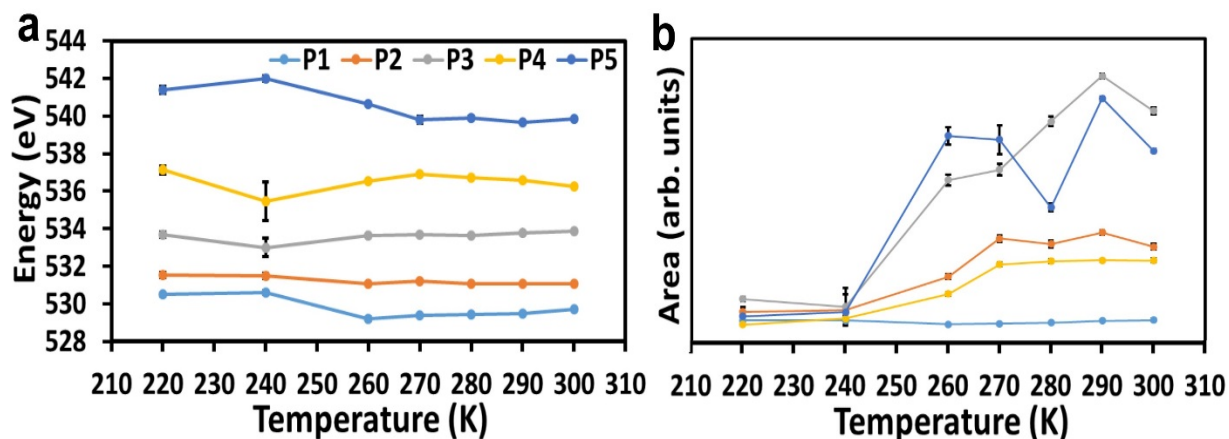 a
544
542
540
538
536
534
532
530
528
Energy (eV)
P1 P2 P3 P4 P5
210 220 230 240 250 260 270 280 290 300 310
Temperature (K)
b
Area (arb. units)
210 220 230 240 250 260 270 280 290 300 310
Temperature (K)